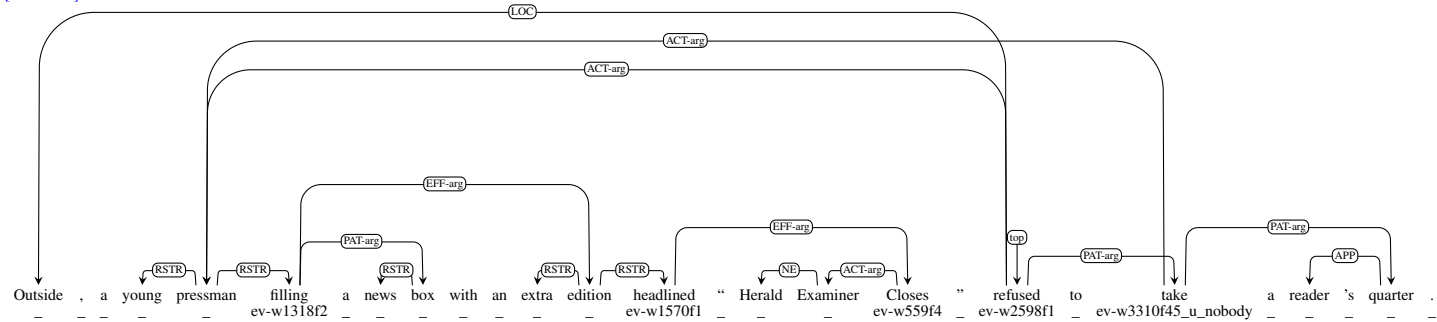 LOC
ACT-arg
ACT-arg
EFF-arg
EFF-arg PAT-arg
PAT-arg top
PAT-arg
RSTR RSTR RSTR RSTR RSTR NE ACT-arg APP
Outside , a young pressman filling a news box with an extra edition headlined “ Herald Examiner Closes ” refused to take a reader ’s quarter .
_ _ _ _ _ ev-w1318f2 _ _ _ _ _ _ _ ev-w1570f1 _ _ _ ev-w559f4 _ ev-w2598f1 _ ev-w3310f45_u_nobody _ _ _ _ _